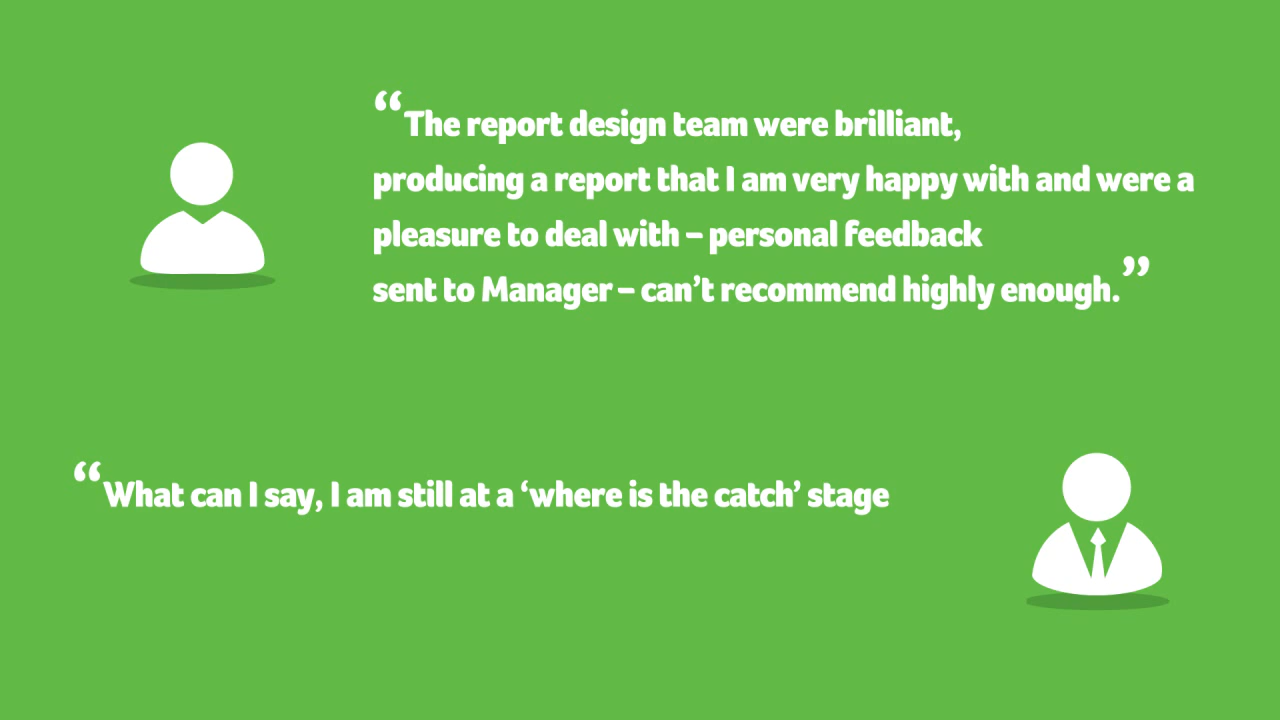 “The report design team were brilliant,
producing a report that I am very happy with and were a
pleasure to deal with – personal feedback
sent to Manager – can’t recommend highly enough.”
“What can I say, I am still at a ‘where is the catch’ stage